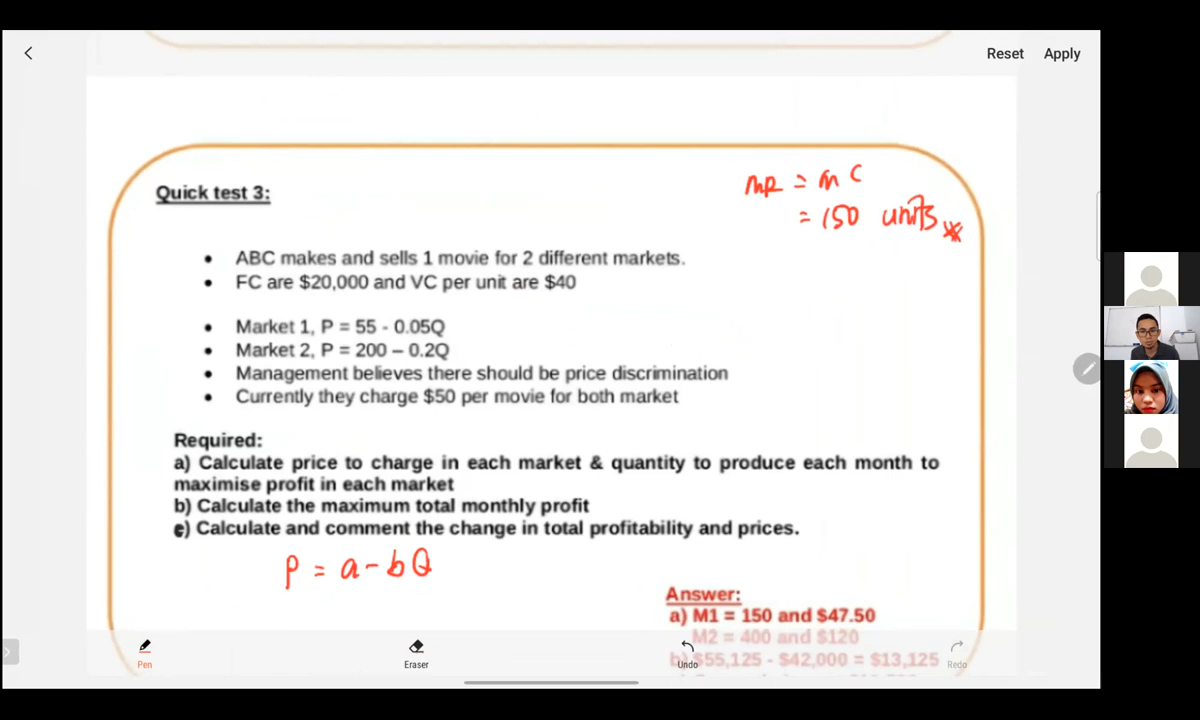 Reset Apply
Quick test 3:
MR = MC
= 150 units
• ABC makes and sells 1 movie for 2 different markets.
• FC are $20,000 and VC per unit are $40
• Market 1, P = 55 - 0.05Q
• Market 2, P = 200 – 0.2Q
• Management believes there should be price discrimination
• Currently they charge $50 per movie for both market
Required:
a) Calculate price to charge in each market & quantity to produce each month to
maximise profit in each market
b) Calculate the maximum total monthly profit
c) Calculate and comment the change in total profitability and prices.
P = a - bQ
Answer:
a) M1 = 150 and $47.50
M2 = 400 and $120
b) $55,125 - $42,000 = $13,125
Pen Eraser Undo Redo